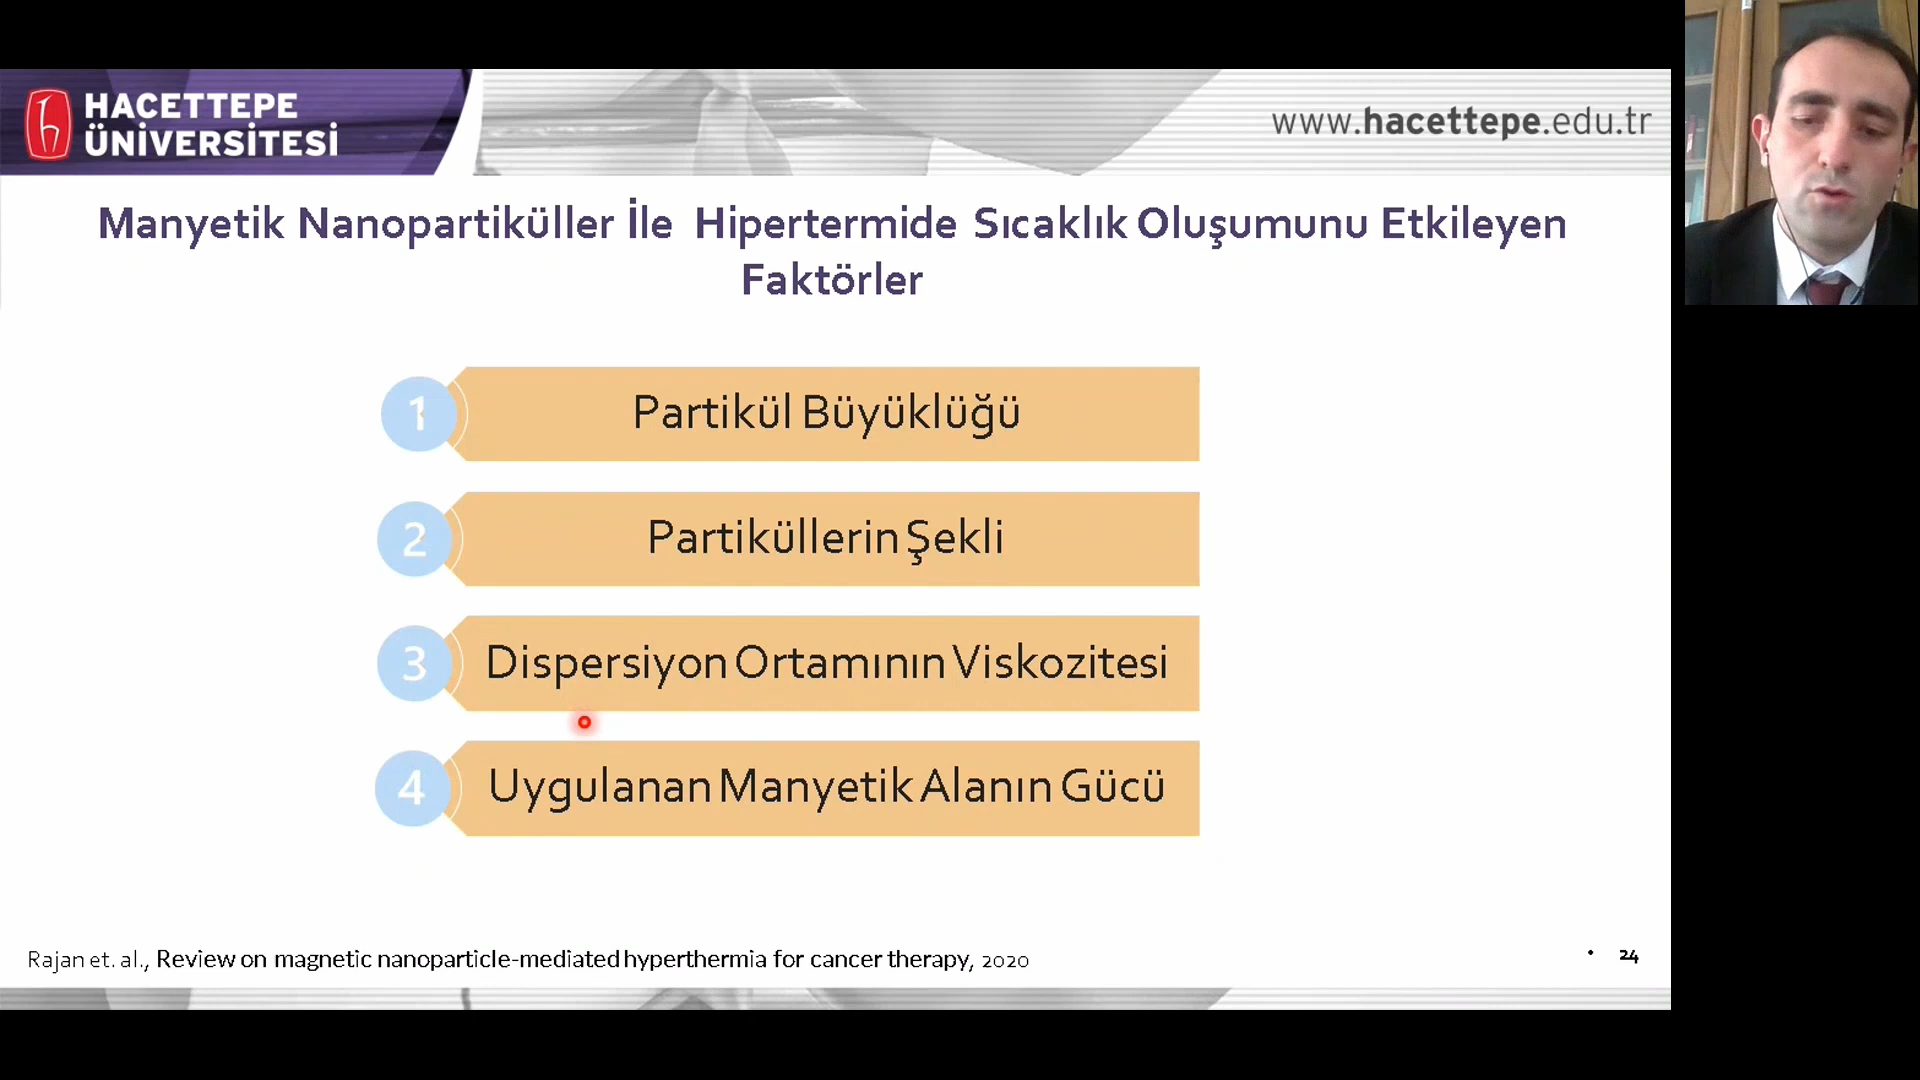 HACETTEPE
ÜNİVERSİTESİ
www.hacettepe.edu.tr
Manyetik Nanopartiküller İle Hipertermide Sıcaklık Oluşumunu Etkileyen
Faktörler
1 Partikül Büyüklüğü
2 Partiküllerin Şekli
3 Dispersiyon Ortamının Viskozitesi
4 Uygulanan Manyetik Alanın Gücü
Rajan et. al., Review on magnetic nanoparticle-mediated hyperthermia for cancer therapy, 2020
• 24